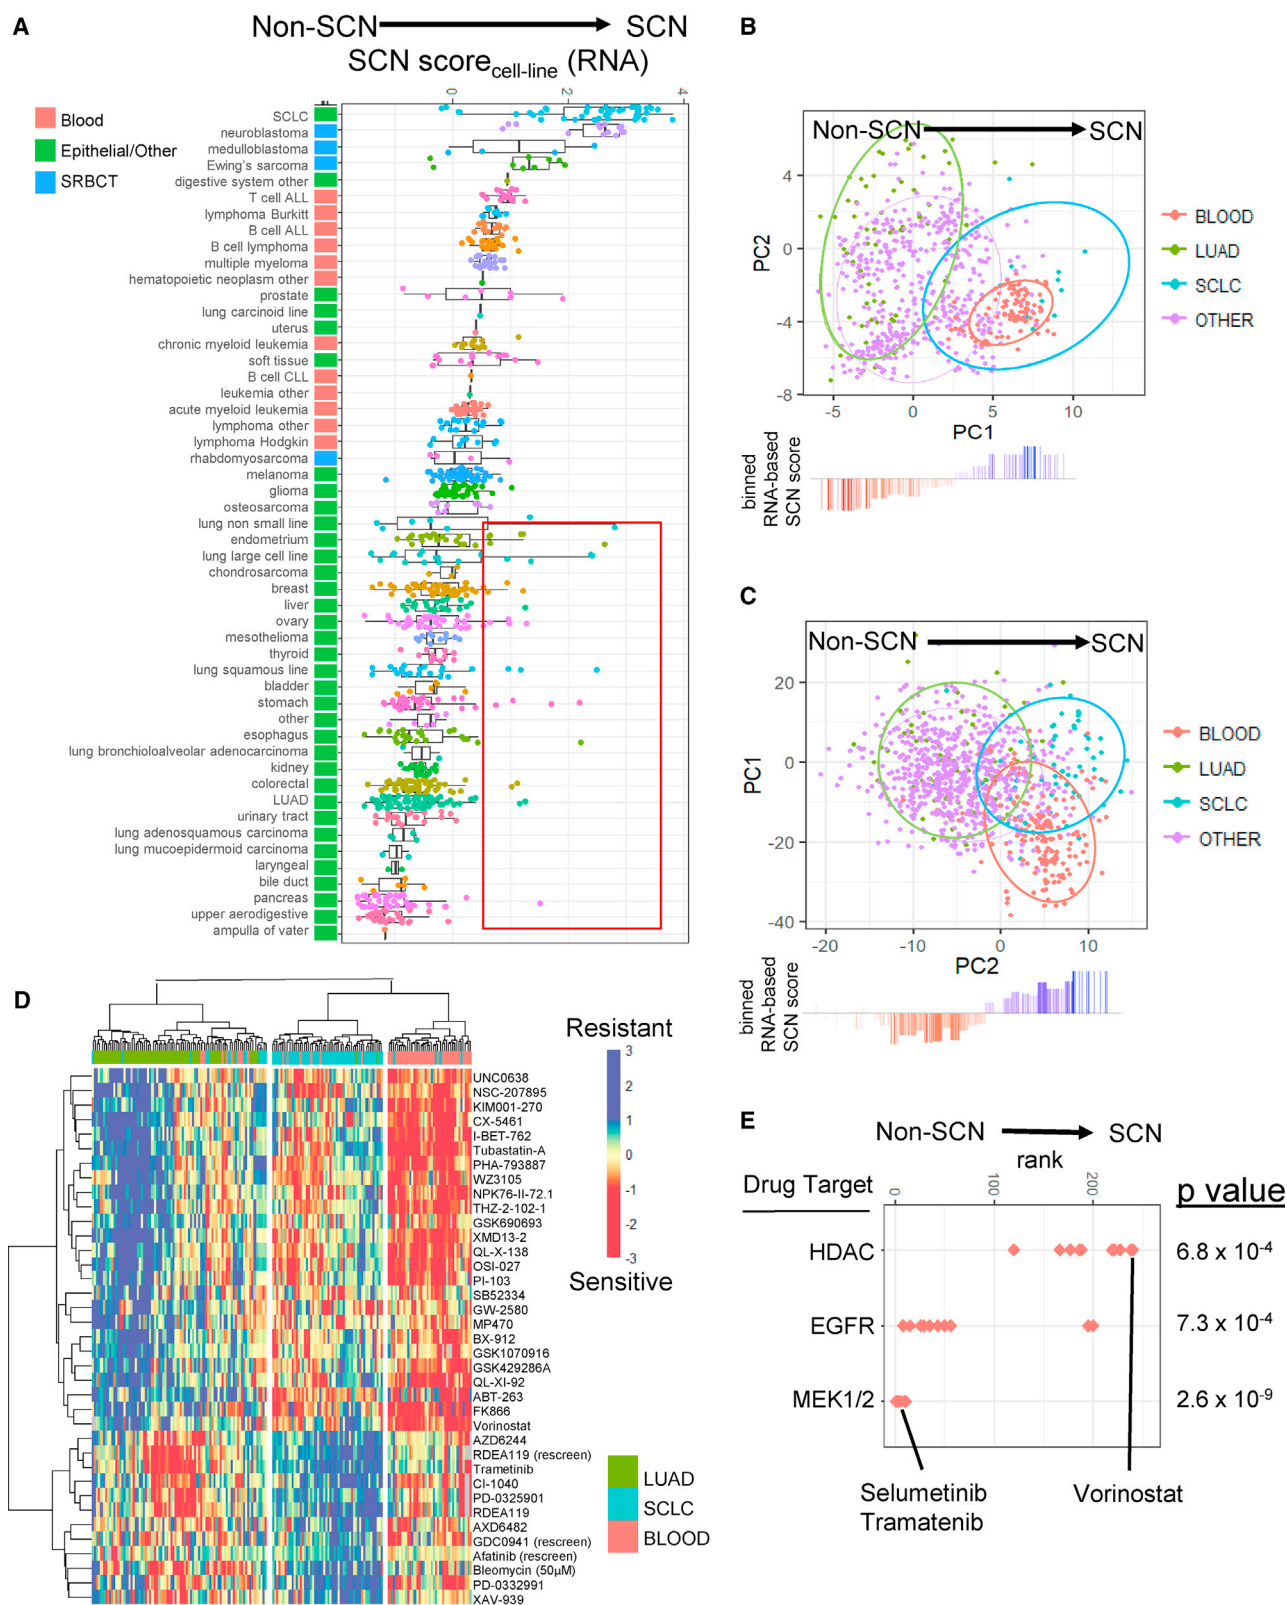 A
Non-SCN
SCN
SCN score cell-line (RNA)
0
2
4
Blood
Epithelial/Other
SRBCT
SCLC
neuroblastoma
medulloblastoma
Ewing's sarcoma
digestive system other
T cell ALL
lymphoma Burkitt
B cell ALL
B cell lymphoma
multiple myeloma
hematopoietic neoplasm other
prostate
lung carcinoid line
uterus
chronic myeloid leukemia
soft tissue
B cell CLL
leukemia other
acute myeloid leukemia
lymphoma other
lymphoma Hodgkin
rhabdomyosarcoma
melanoma
glioma
osteosarcoma
lung non small line
endometrium
lung large cell line
chondrosarcoma
breast
liver
ovary
mesothelioma
thyroid
lung squamous line
bladder
stomach
other
esophagus
lung bronchioloalveolar adenocarcinoma
kidney
colorectal
LUAD
urinary tract
lung adenosquamous carcinoma
lung mucoepidermoid carcinoma
laryngeal
bile duct
pancreas
upper aerodigestive
ampulla of vater
B
Non-SCN
SCN
PC2
4
0
-4
-8
-5
0
5
10
PC1
BLOOD
LUAD
SCLC
OTHER
binned
RNA-based
SCN score
C
Non-SCN
SCN
PC1
20
0
-20
-40
-20
-10
0
10
PC2
BLOOD
LUAD
SCLC
OTHER
binned
RNA-based
SCN score
D
Resistant
3
2
1
0
-1
-2
-3
Sensitive
UNC0638
NSC-207895
KIM001-270
CX-5461
I-BET-762
Tubastatin-A
PHA-793887
WZ3105
NPK76-II-72.1
THZ-2-102-1
GSK690693
XMD13-2
QL-X-138
OSI-027
PI-103
SB52334
GW-2580
MP470
BX-912
GSK1070916
GSK429286A
QL-XI-92
ABT-263
FK866
Vorinostat
AZD6244
RDEA119 (rescreen)
Trametinib
CI-1040
PD-0325901
RDEA119
AXD6482
GDC0941 (rescreen)
Afatinib (rescreen)
Bleomycin (50µM)
PD-0332991
XAV-939
LUAD
SCLC
BLOOD
E
Non-SCN
SCN
rank
Drug Target
0
100
200
p value
HDAC
6.8 x 10⁻⁴
EGFR
7.3 x 10⁻⁴
MEK1/2
2.6 x 10⁻⁹
Selumetinib
Tramatenib
Vorinostat